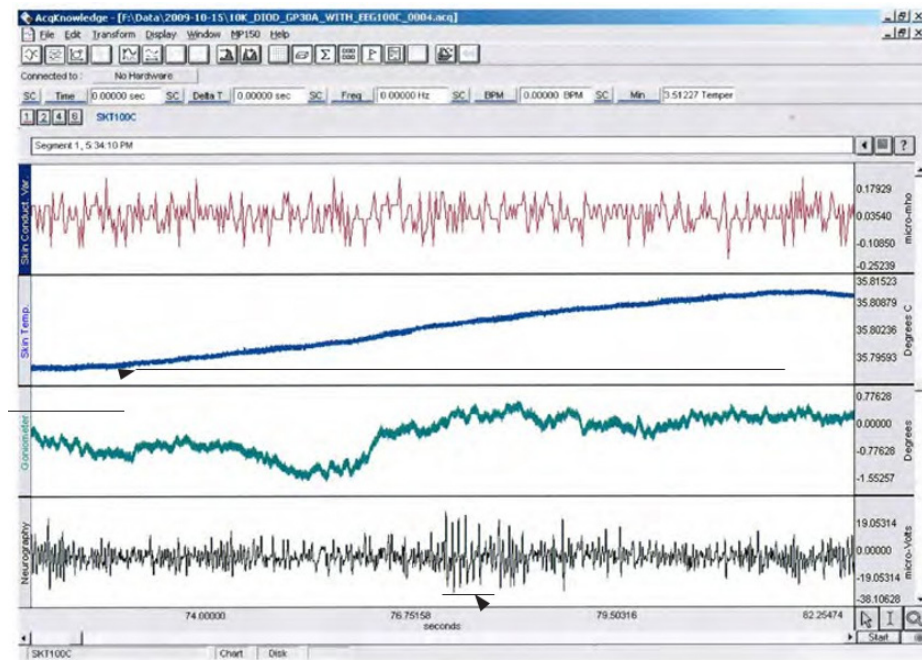 AcqKnowledge - [F:\Data\2009-10-15\10K_DIOD_GP30A_WITH_EEG100C_0004.acq]
File Edit Transform Display Window MP150 Help
Connected to : No Hardware
SC Time 0.00000 sec SC Delta T 0.00000 sec SC Freq 0.00000 Hz SC BPM 0.00000 BPM SC Min 3.51227 Temper
1 2 4 6 SKT100C
Segment 1, 5:34:10 PM
Skin Conduct. Var.
0.17929
0.03540
-0.10850
-0.25239
micro-mho
Skin Temp.
35.81523
35.80879
35.80236
35.79593
Degrees C
Goniometer
0.77628
0.00000
-0.77628
-1.55257
Degrees
Neurography
19.05314
0.00000
-19.05314
-38.10628
micro-Volts
74.00000 76.75158 79.50316 82.25474
seconds
Start
SKT100C Chart Disk